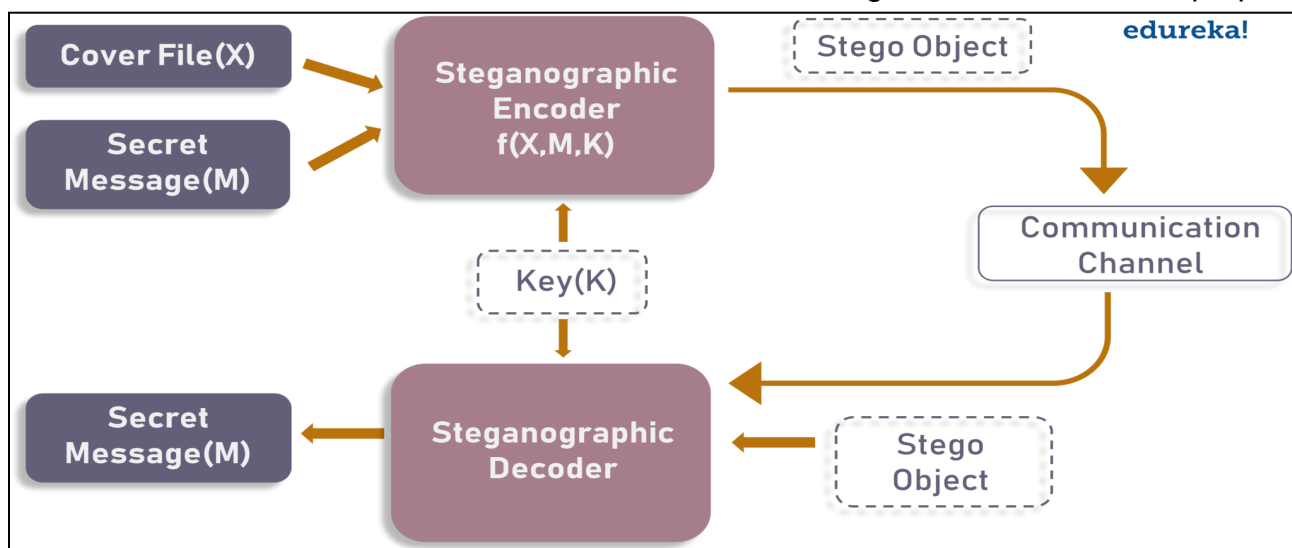 edureka!
Cover File(X)
Steganographic
Encoder
f(X,M,K)
Stego Object
Secret
Message(M)
Communication
Channel
Key(K)
Secret
Message(M)
Steganographic
Decoder
Stego
Object